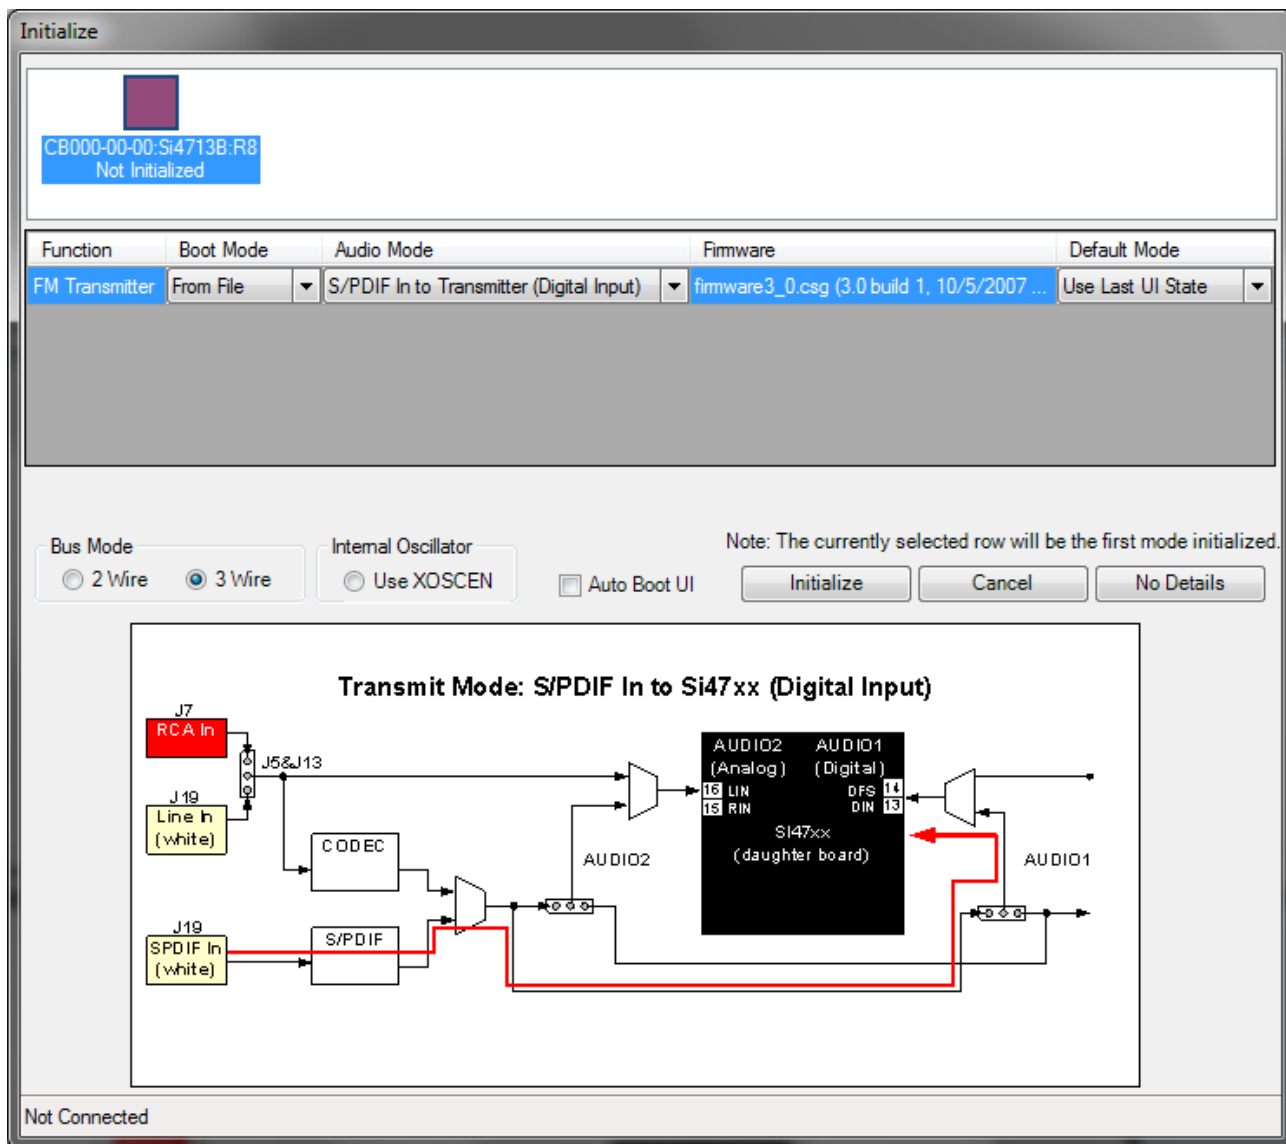 Initialize
CB000-00-00:Si4713B:R8
Not Initialized
Function Boot Mode Audio Mode Firmware Default Mode
FM Transmitter From File S/PDIF In to Transmitter (Digital Input) firmware3_0.csg (3.0 build 1, 10/5/2007 ... Use Last UI State
Note: The currently selected row will be the first mode initialized.
Bus Mode Internal Oscillator
2 Wire 3 Wire Use XOSCEN Auto Boot UI Initialize Cancel No Details
Transmit Mode: S/PDIF In to Si47xx (Digital Input)
J7
RCA In
J5&J13
J19
Line In
(white)
CODEC
J19
SPDIF In
(white)
S/PDIF
AUDIO2
AUDIO2 AUDIO1
(Analog) (Digital)
16 LIN DFS 14
15 RIN DIN 13
Si47xx
(daughter board)
AUDIO1
Not Connected